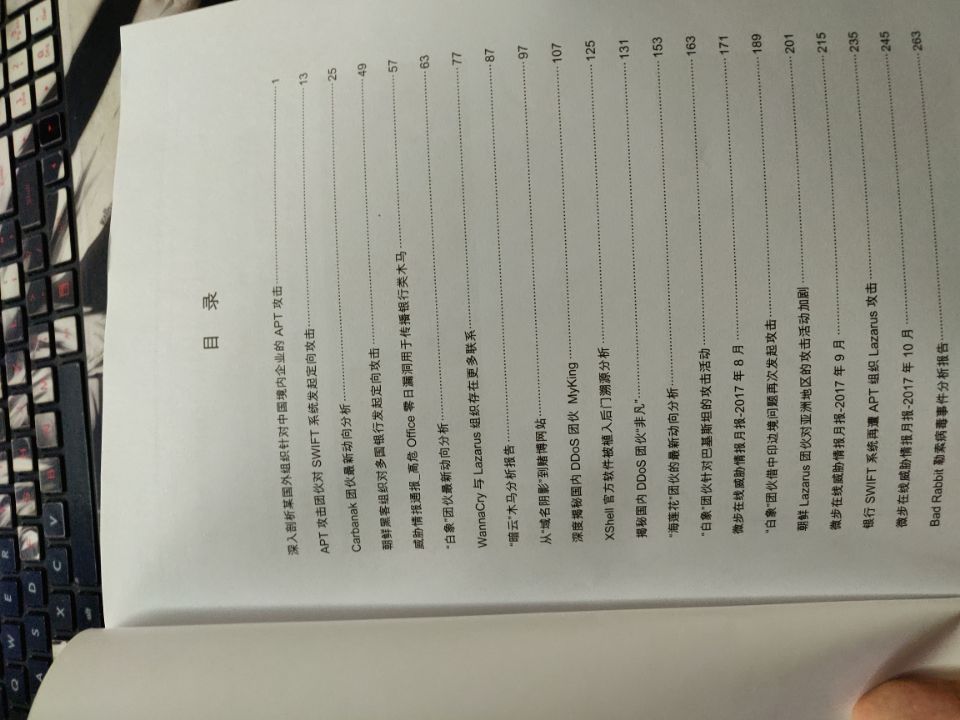 Q W E R
A S D
X C V
目 录
深入剖析某国外组织针对中国境内企业的 APT 攻击 1
APT 攻击团伙对 SWIFT 系统发起定向攻击 13
Carbanak 团伙最新动向分析 25
朝鲜黑客组织对多国银行发起定向攻击 49
威胁情报通报_高危 Office 零日漏洞用于传播银行类木马 57
“白象”团伙最新动向分析 63
WannaCry 与 Lazarus 组织存在更多联系 77
“暗云”木马分析报告 87
从“域名阴影”到赌博网站 97
深度揭秘国内 DDoS 团伙 MyKing 107
XShell 官方软件被植入后门溯源分析 125
揭秘国内 DDoS 团伙“非凡” 131
“海莲花”团伙的最新动向分析 153
“白象”团伙针对巴基斯坦的攻击活动 163
微步在线威胁情报月报-2017 年 8 月 171
“白象”团伙借中印边境问题再次发起攻击 189
朝鲜 Lazarus 团伙对亚洲地区的攻击活动加剧 201
微步在线威胁情报月报-2017 年 9 月 215
银行 SWIFT 系统再遭 APT 组织 Lazarus 攻击 235
微步在线威胁情报月报-2017 年 10 月 245
Bad Rabbit 勒索病毒事件分析报告 263